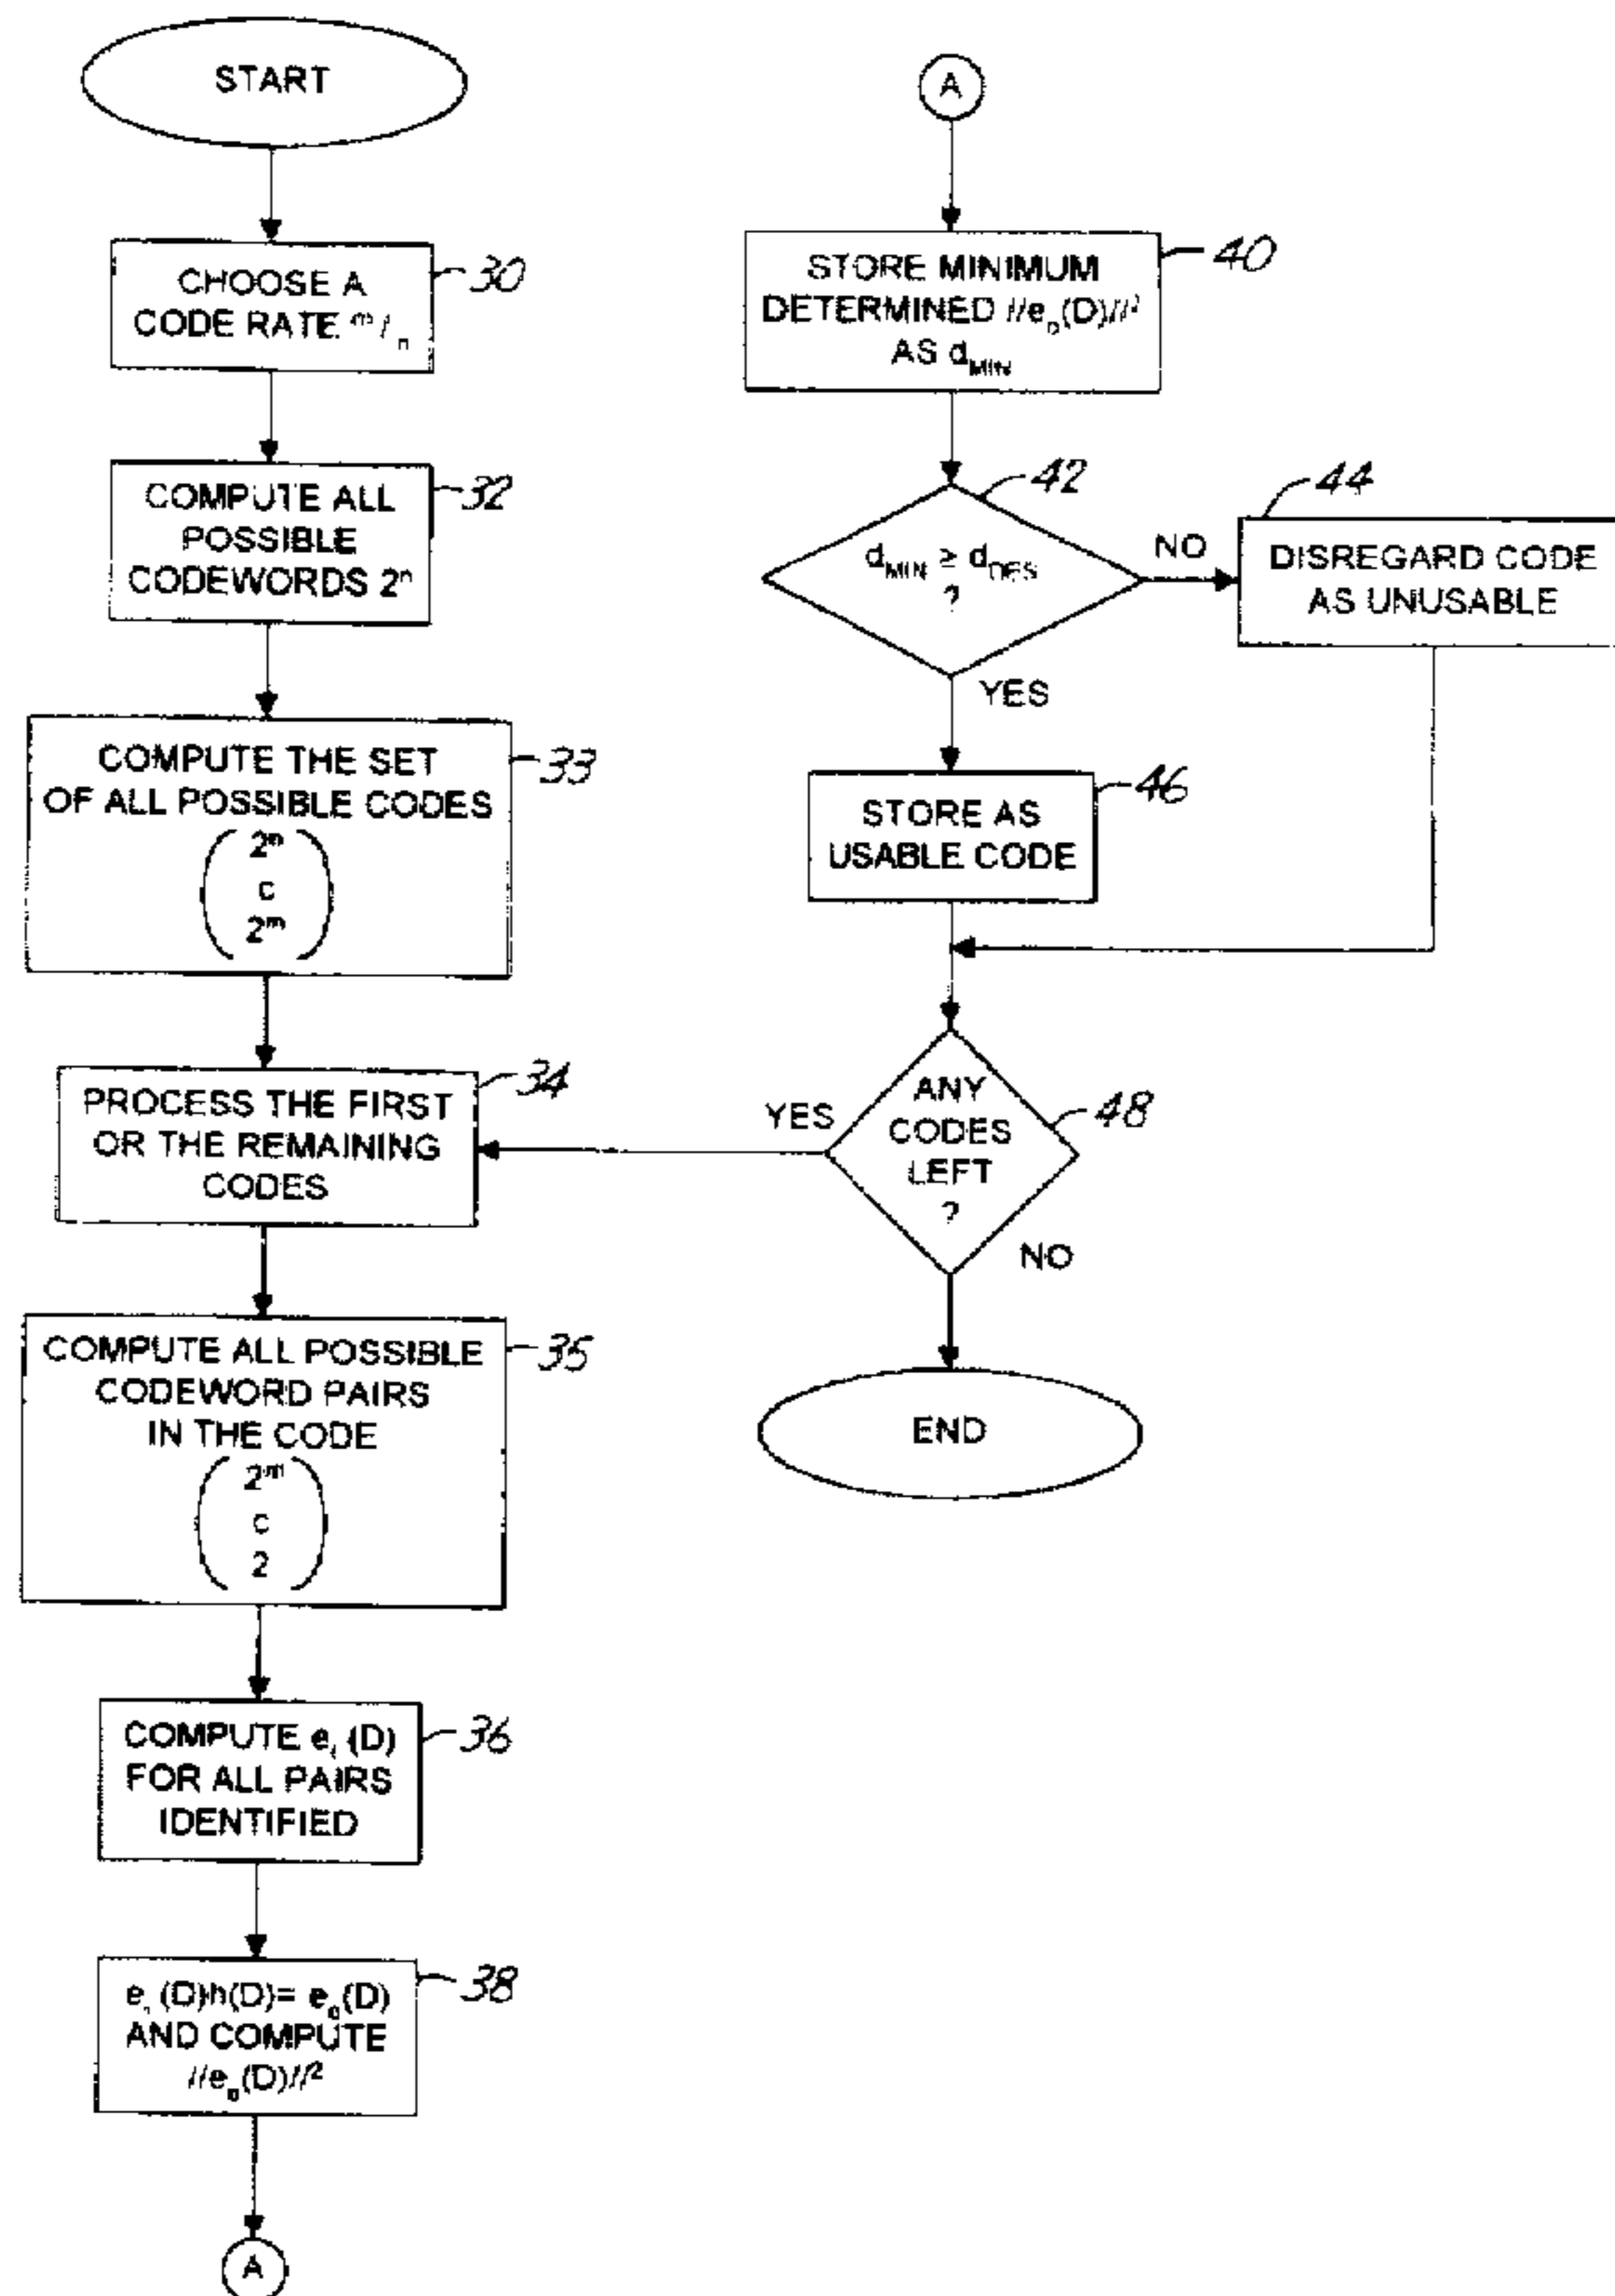 START
CHOOSE A
CODE RATE m/n
30
COMPUTE ALL
POSSIBLE
CODEWORDS 2ⁿ
32
COMPUTE THE SET
OF ALL POSSIBLE CODES
2ⁿ
c
2ᵐ
33
PROCESS THE FIRST
OR THE REMAINING
CODES
34
COMPUTE ALL POSSIBLE
CODEWORD PAIRS
IN THE CODE
2ᵐ
c
2
35
COMPUTE eᵢ (D)
FOR ALL PAIRS
IDENTIFIED
36
eᵢ (D)h(D)= eₒ(D)
AND COMPUTE
//eₒ(D)//²
38
A
A
STORE MINIMUM
DETERMINED //eₒ(D)//²
AS d_MIN
40
d_MIN ≥ d_DES
?
42
NO
YES
DISREGARD CODE
AS UNUSABLE
44
STORE AS
USABLE CODE
46
ANY
CODES
LEFT
?
48
YES
NO
END